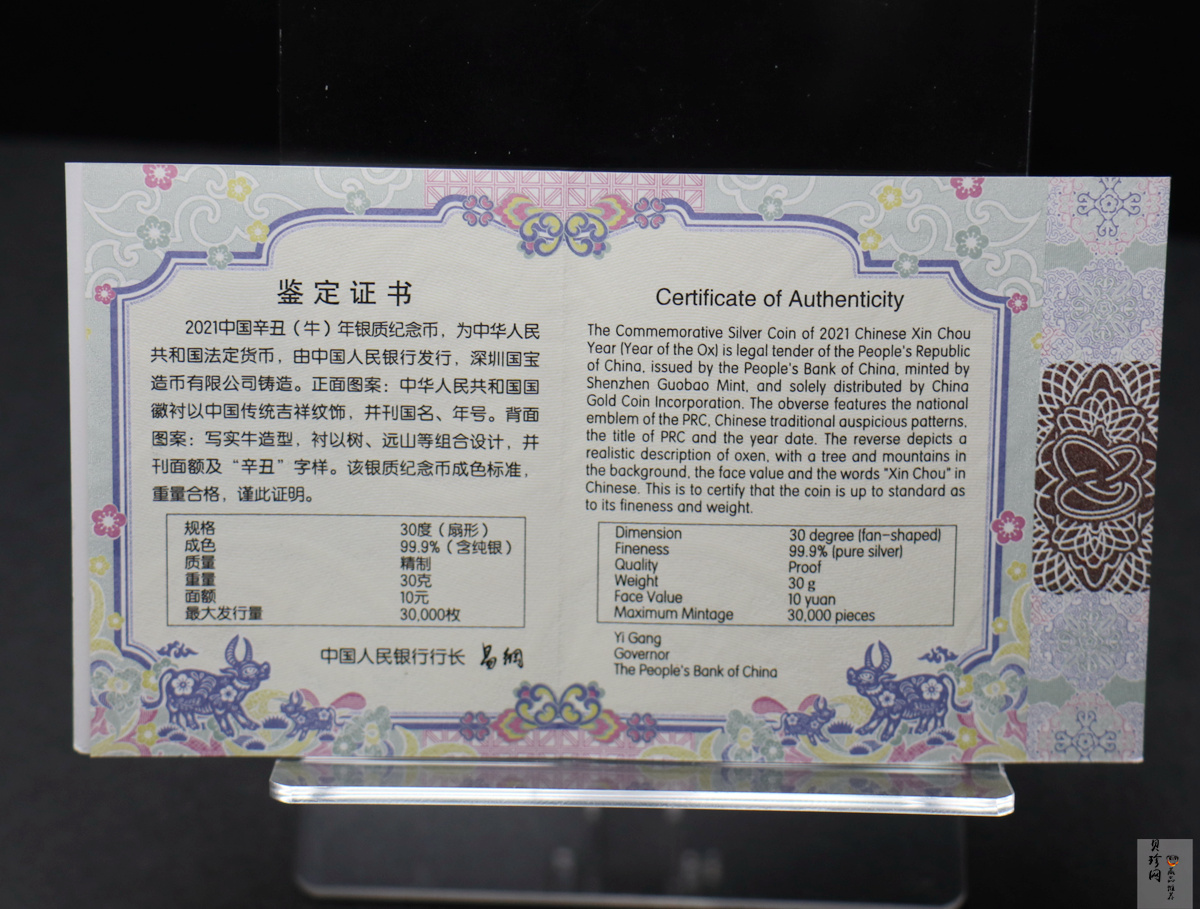 鉴定证书
2021中国辛丑（牛）年银质纪念币，为中华人民
共和国法定货币，由中国人民银行发行，深圳国宝
造币有限公司铸造。正面图案：中华人民共和国国
徽衬以中国传统吉祥纹饰，并刊国名、年号。背面
图案：写实牛造型，衬以树、远山等组合设计，并
刊面额及“辛丑”字样。该银质纪念币成色标准，
重量合格，谨此证明。
规格 30度（扇形）
成色 99.9%（含纯银）
质量 精制
重量 30克
面额 10元
最大发行量 30,000枚
中国人民银行行长 易纲
Certificate of Authenticity
The Commemorative Silver Coin of 2021 Chinese Xin Chou
Year (Year of the Ox) is legal tender of the People's Republic
of China, issued by the People's Bank of China, minted by
Shenzhen Guobao Mint, and solely distributed by China
Gold Coin Incorporation. The obverse features the national
emblem of the PRC, Chinese traditional auspicious patterns,
the title of PRC and the year date. The reverse depicts a
realistic description of oxen, with a tree and mountains in
the background, the face value and the words "Xin Chou" in
Chinese. This is to certify that the coin is up to standard as
to its fineness and weight.
Dimension 30 degree (fan-shaped)
Fineness 99.9% (pure silver)
Quality Proof
Weight 30 g
Face Value 10 yuan
Maximum Mintage 30,000 pieces
Yi Gang
Governor
The People's Bank of China
贝珍网